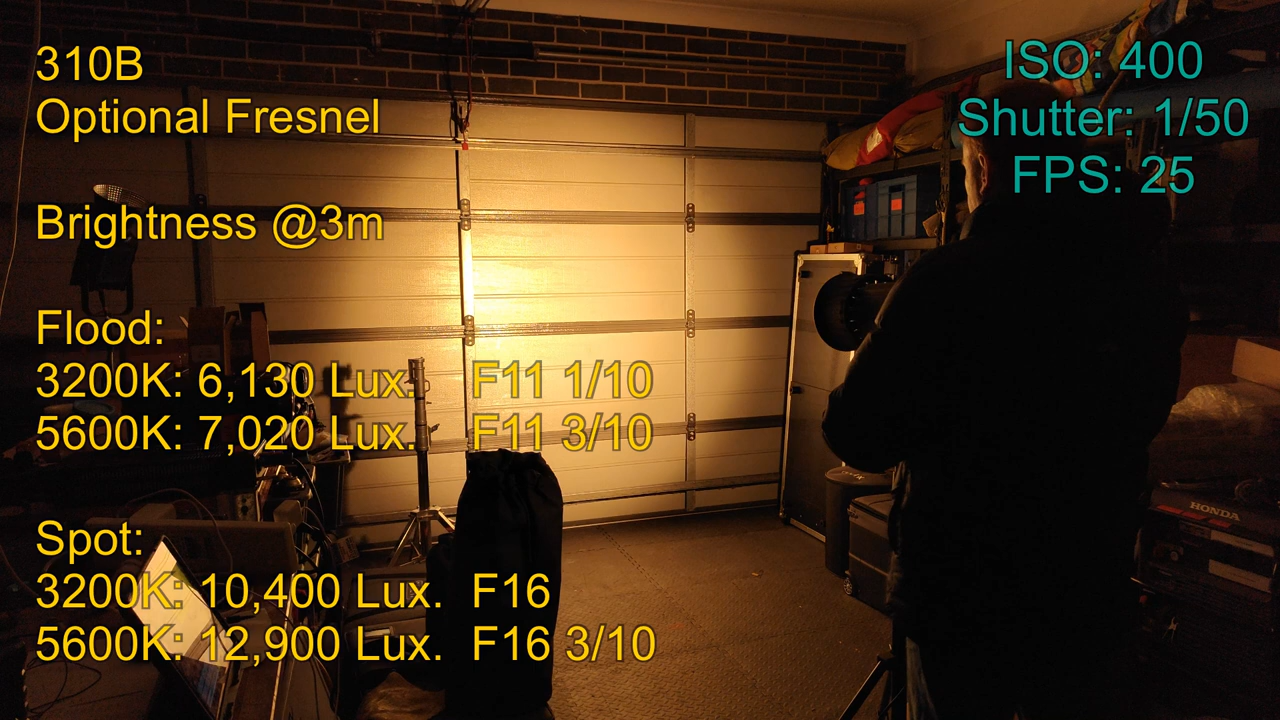 310B
Optional Fresnel
Brightness @3m
Flood:
3200K: 6,130 Lux. F11 1/10
5600K: 7,020 Lux. F11 3/10
Spot:
3200K: 10,400 Lux. F16
5600K: 12,900 Lux. F16 3/10
ISO: 400
Shutter: 1/50
FPS: 25
HONDA